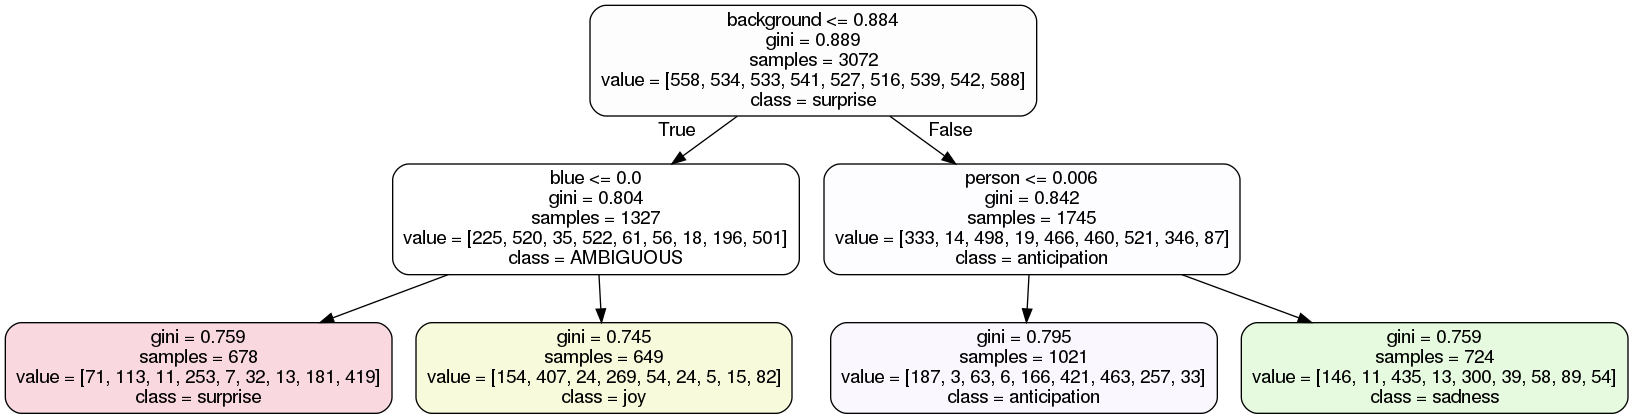 background <= 0.884
gini = 0.889
samples = 3072
value = [558, 534, 533, 541, 527, 516, 539, 542, 588]
class = surprise
True
False
blue <= 0.0
gini = 0.804
samples = 1327
value = [225, 520, 35, 522, 61, 56, 18, 196, 501]
class = AMBIGUOUS
person <= 0.006
gini = 0.842
samples = 1745
value = [333, 14, 498, 19, 466, 460, 521, 346, 87]
class = anticipation
gini = 0.759
samples = 678
value = [71, 113, 11, 253, 7, 32, 13, 181, 419]
class = surprise
gini = 0.745
samples = 649
value = [154, 407, 24, 269, 54, 24, 5, 15, 82]
class = joy
gini = 0.795
samples = 1021
value = [187, 3, 63, 6, 166, 421, 463, 257, 33]
class = anticipation
gini = 0.759
samples = 724
value = [146, 11, 435, 13, 300, 39, 58, 89, 54]
class = sadness